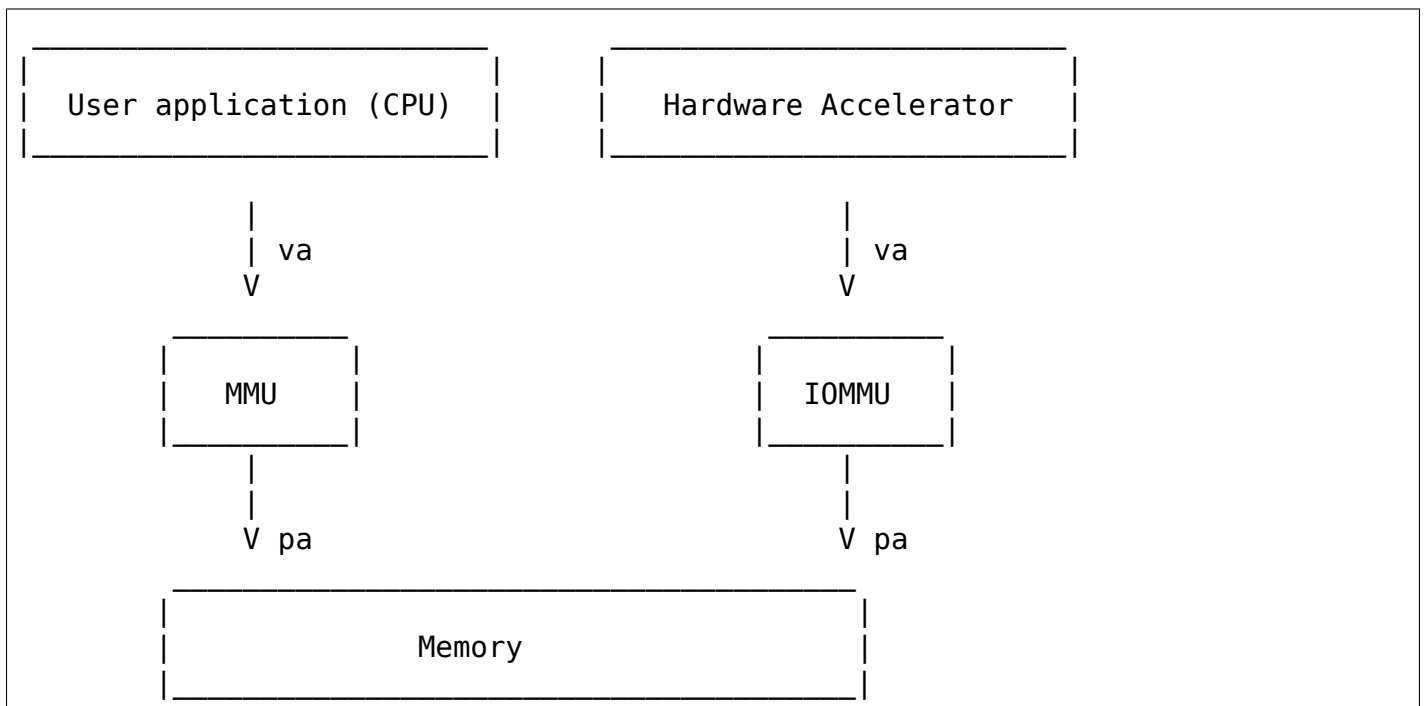 User application (CPU) Hardware Accelerator
va va
V V
MMU IOMMU
V pa V pa
Memory